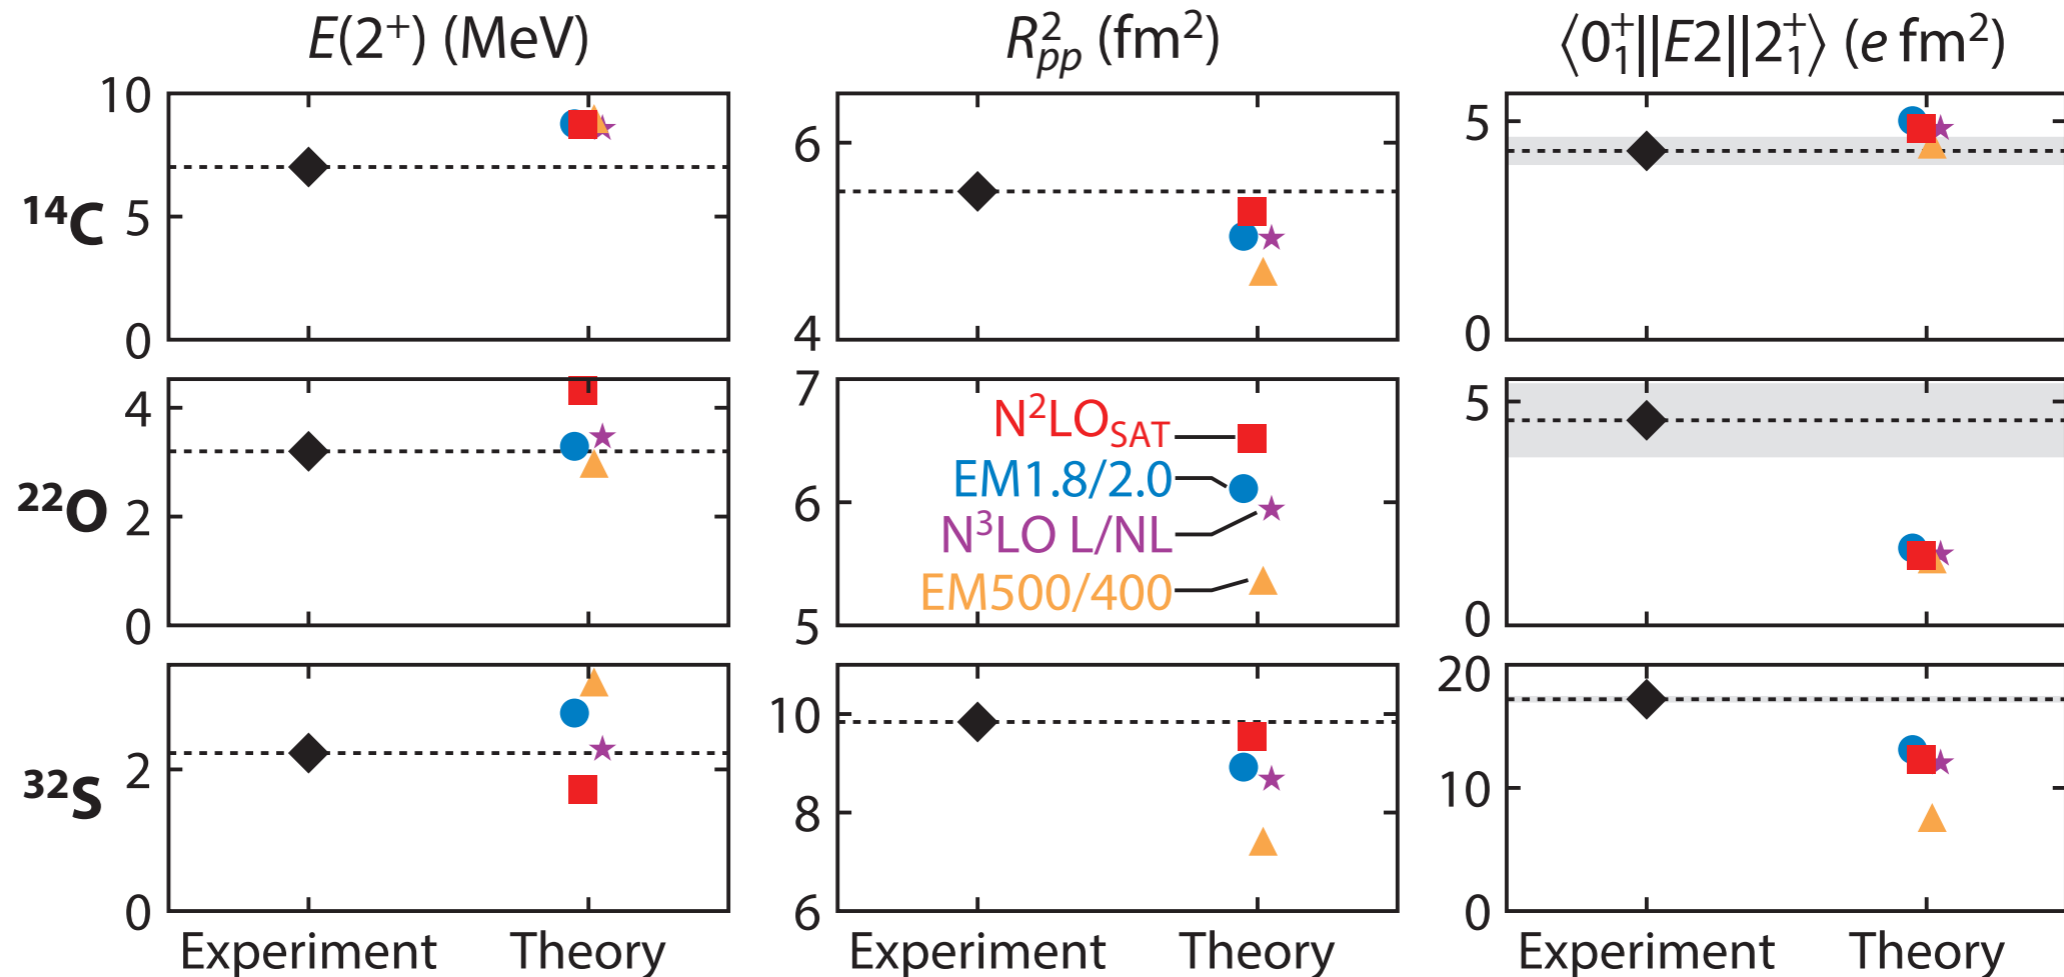 E(2⁺) (MeV)
R²pp (fm²)
⟨0⁺₁||E2||2⁺₁⟩ (e fm²)
¹⁴C
10
5
0
6
4
5
0
²²O
4
2
0
7
6
5
N²LO_SAT
EM1.8/2.0
N³LO L/NL
EM500/400
5
0
³²S
2
0
10
8
6
20
10
0
Experiment Theory
Experiment Theory
Experiment Theory